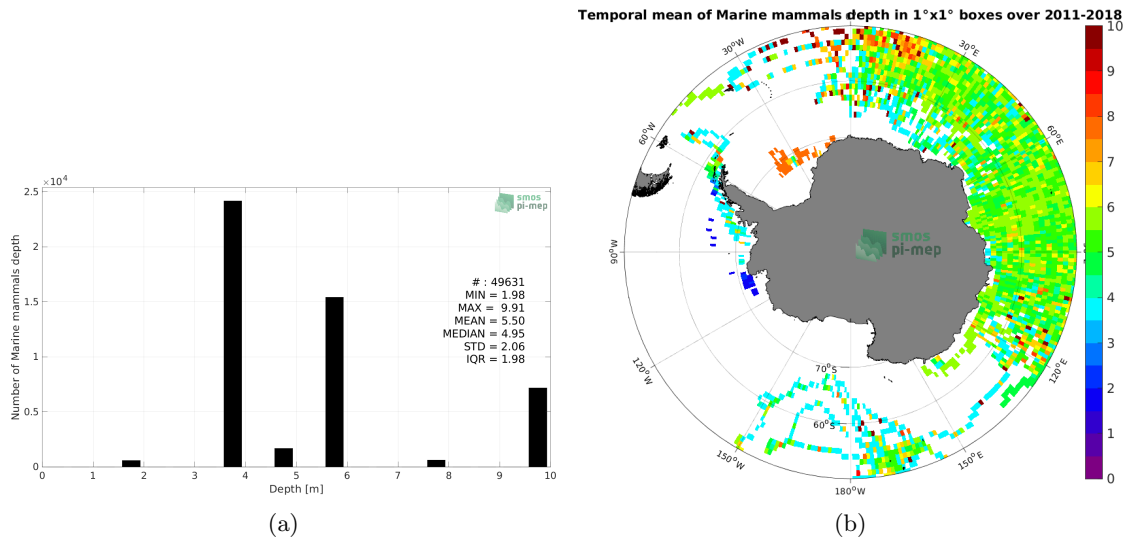 Temporal mean of Marine mammals depth in 1°x1° boxes over 2011-2018
×10⁴
2.5
2
1.5
1
0.5
0
Number of Marine mammals depth
smos
pi-mep
# : 49631
MIN = 1.98
MAX = 9.91
MEAN = 5.50
MEDIAN = 4.95
STD = 2.06
IQR = 1.98
0 1 2 3 4 5 6 7 8 9 10
Depth [m]
(a)
30°W
30°E
60°W
60°E
90°W
120°W
120°E
150°W
150°E
180°W
70°S
60°S
smos
pi-mep
10
9
8
7
6
5
4
3
2
1
0
(b)